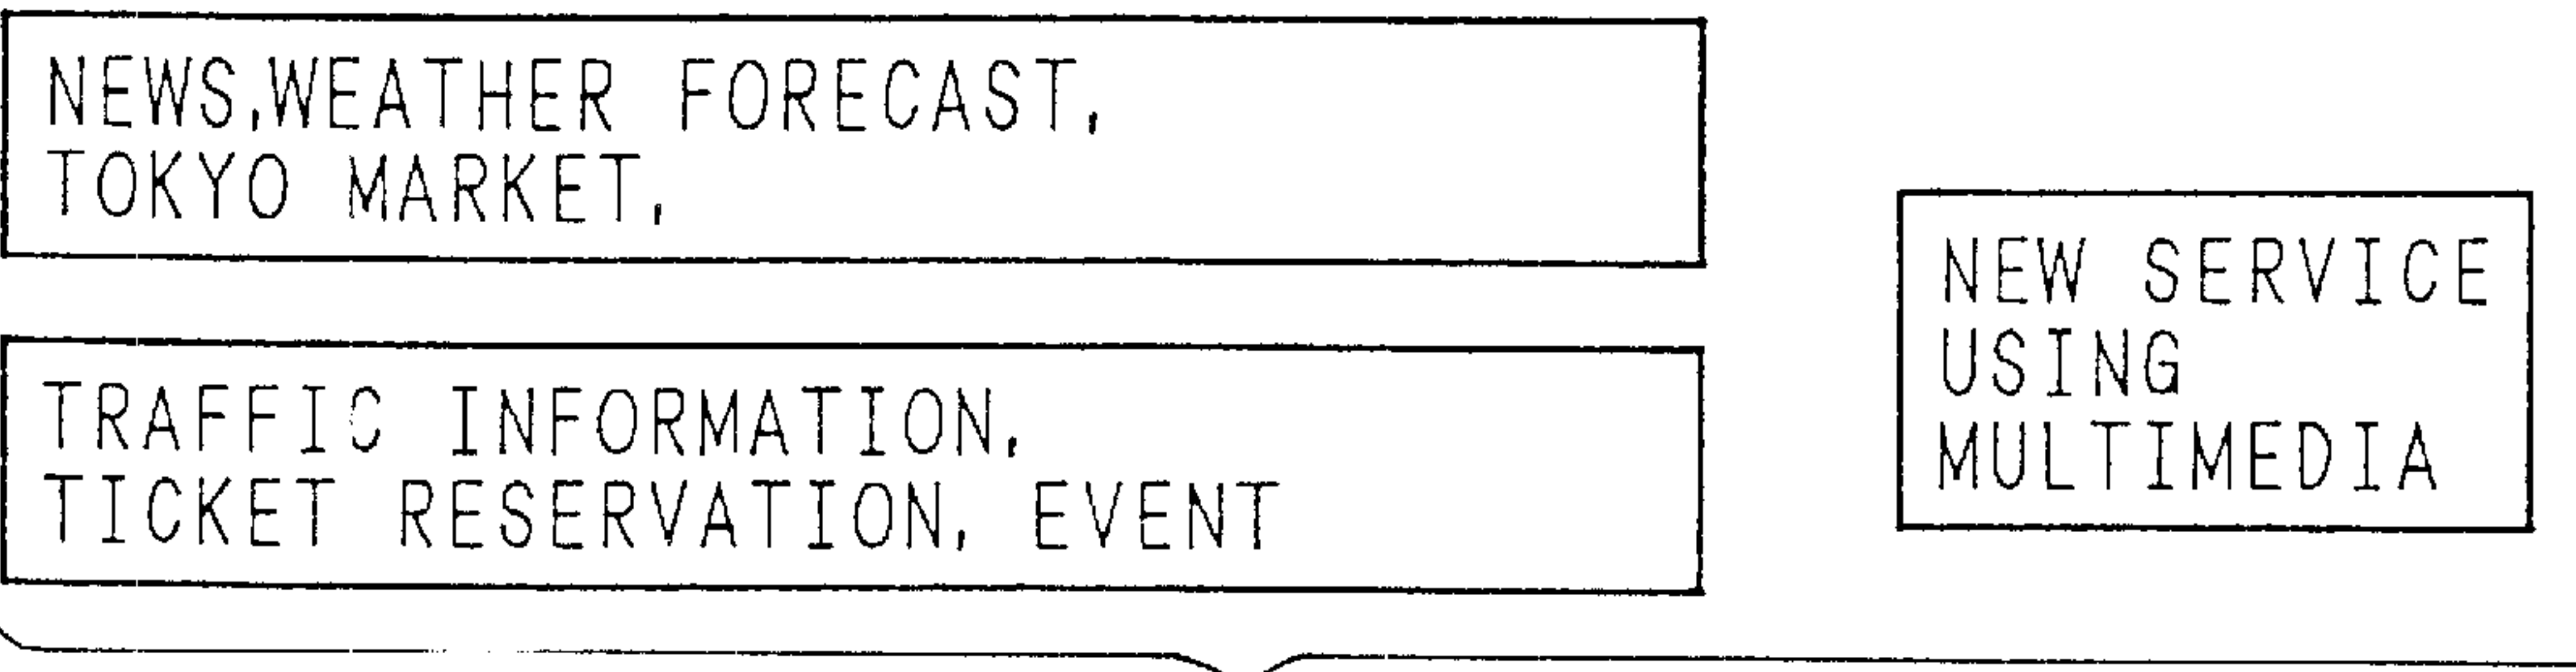 NEWS,WEATHER FORECAST,
TOKYO MARKET,
TRAFFIC INFORMATION,
TICKET RESERVATION, EVENT
NEW SERVICE
USING
MULTIMEDIA